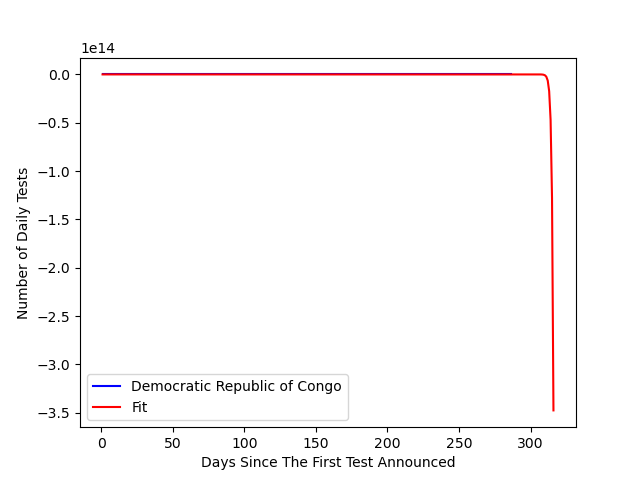 1e14
0.0
−0.5
−1.0
−1.5
−2.0
−2.5
−3.0
−3.5
Number of Daily Tests
Democratic Republic of Congo
Fit
0 50 100 150 200 250 300
Days Since The First Test Announced